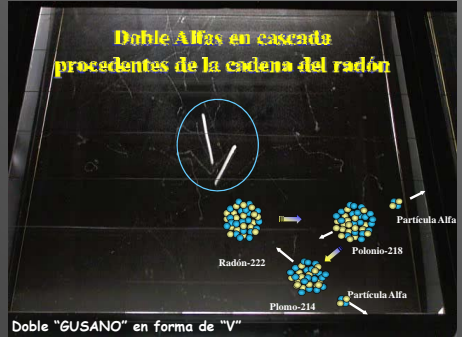 Doble Alfas en cascada
procedentes de la cadena del radón
Partícula Alfa
Polonio-218
Radón-222
Partícula Alfa
Plomo-214
Doble “GUSANO” en forma de “V”